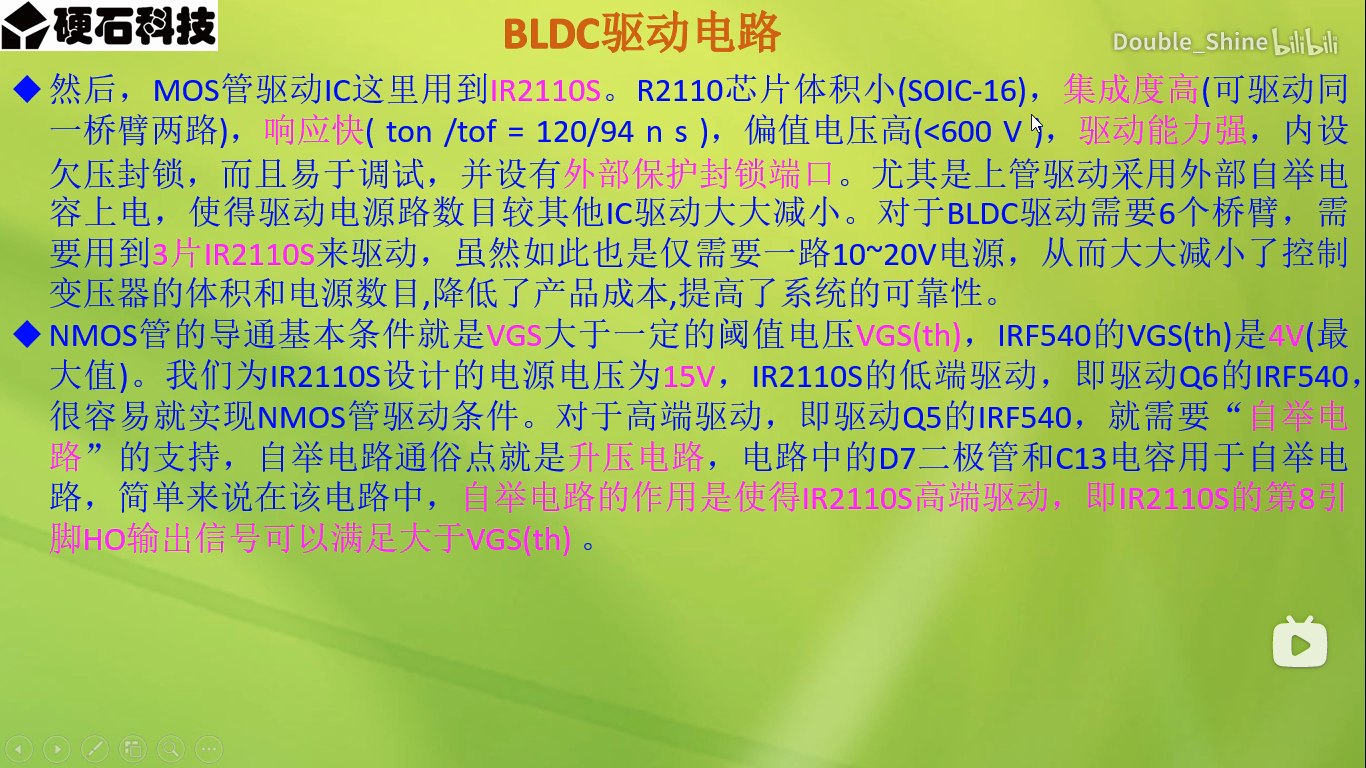 硬石科技
BLDC驱动电路
Double_Shine bilibili
然后，MOS管驱动IC这里用到IR2110S。R2110芯片体积小(SOIC-16)，集成度高(可驱动同
一桥臂两路)，响应快( ton /tof = 120/94 n s )，偏值电压高(<600 V )，驱动能力强，内设
欠压封锁，而且易于调试，并设有外部保护封锁端口。尤其是上管驱动采用外部自举电
容上电，使得驱动电源路数目较其他IC驱动大大减小。对于BLDC驱动需要6个桥臂，需
要用到3片IR2110S来驱动，虽然如此也是仅需要一路10~20V电源，从而大大减小了控制
变压器的体积和电源数目,降低了产品成本,提高了系统的可靠性。
NMOS管的导通基本条件就是VGS大于一定的阈值电压VGS(th)，IRF540的VGS(th)是4V(最
大值)。我们为IR2110S设计的电源电压为15V，IR2110S的低端驱动，即驱动Q6的IRF540，
很容易就实现NMOS管驱动条件。对于高端驱动，即驱动Q5的IRF540，就需要“自举电
路”的支持，自举电路通俗点就是升压电路，电路中的D7二极管和C13电容用于自举电
路，简单来说在该电路中，自举电路的作用是使得IR2110S高端驱动，即IR2110S的第8引
脚HO输出信号可以满足大于VGS(th) 。